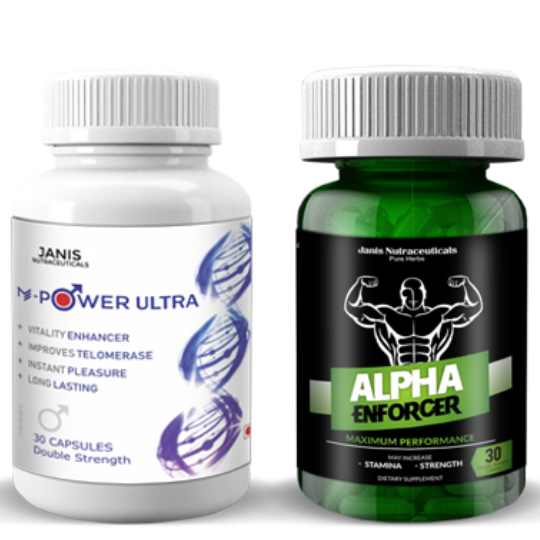 JANIS
NUTRACEUTICALS
M-POWER ULTRA
+ VITALITY ENHANCER
+ IMPROVES TELOMERASE
+ INSTANT PLEASURE
+ LONG LASTING
30 CAPSULES
Double Strength
Janis Nutraceuticals
Pure Herbs
ALPHA
ENFORCER
MAXIMUM PERFORMANCE
MAY INCREASE
· STAMINA · STRENGTH
30
DIETARY SUPPLEMENT